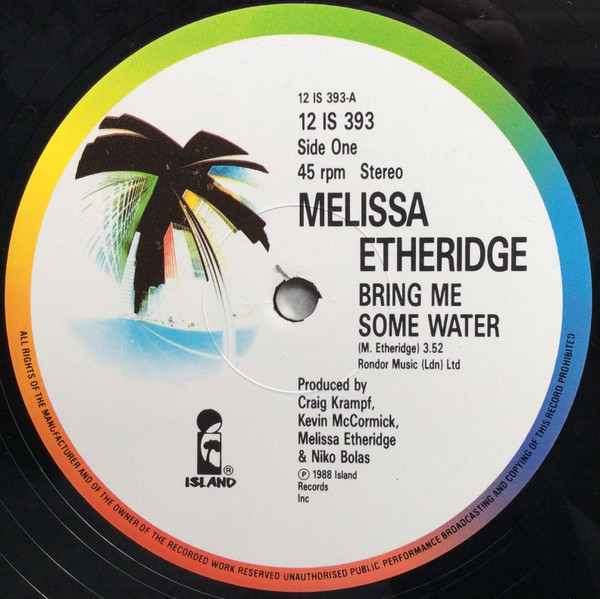 12 IS 393-A
12 IS 393
Side One
45 rpm Stereo
MELISSA
ETHERIDGE
BRING ME
SOME WATER
(M. Etheridge) 3.52
Rondor Music (Ldn) Ltd
Produced by
Craig Krampf,
Kevin McCormick,
Melissa Etheridge
& Niko Bolas
℗ 1988 Island
Records
Inc
i
ISLAND®
ALL RIGHTS OF THE MANUFACTURER AND OF THE OWNER OF THE RECORDED WORK RESERVED UNAUTHORISED PUBLIC PERFORMANCE BROADCASTING AND COPYING OF THIS RECORD PROHIBITED